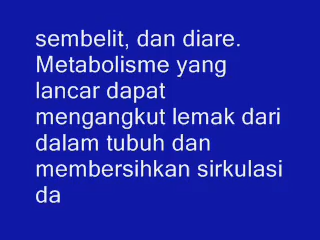 sembelit, dan diare.
Metabolisme yang
lancar dapat
mengangkut lemak dari
dalam tubuh dan
membersihkan sirkulasi
da